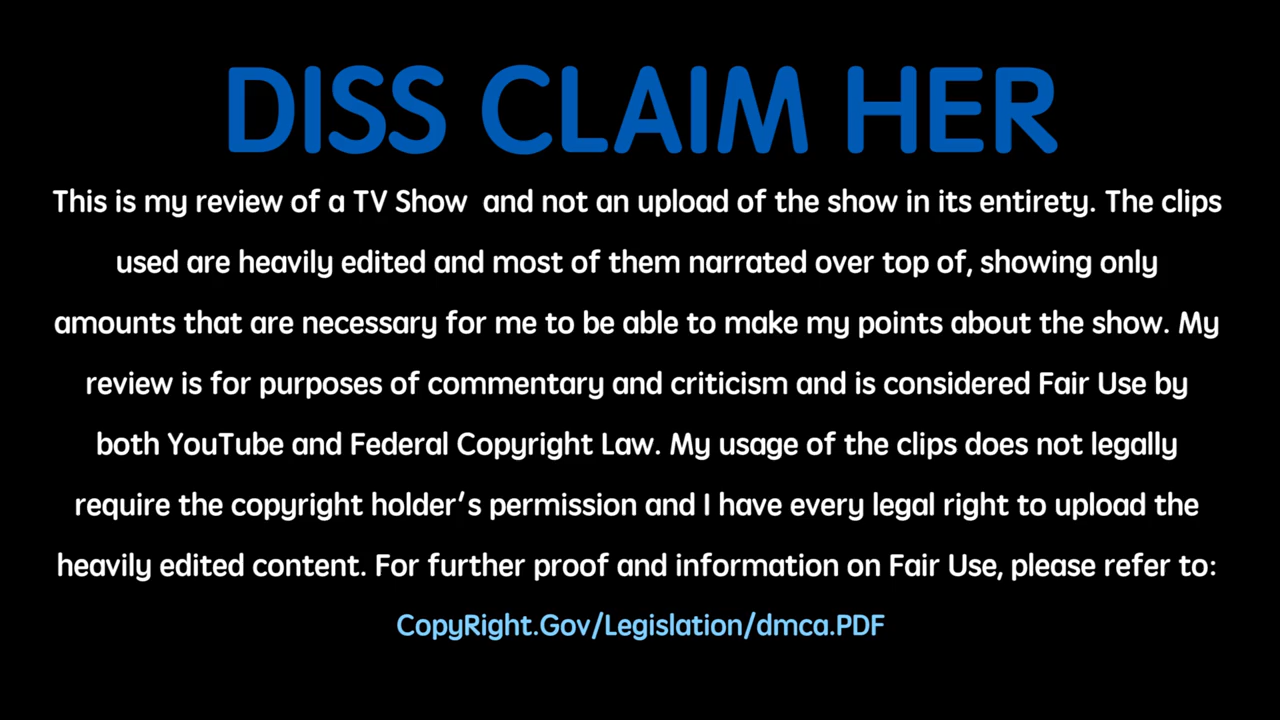 DISS CLAIM HER
This is my review of a TV Show and not an upload of the show in its entirety. The clips
used are heavily edited and most of them narrated over top of, showing only
amounts that are necessary for me to be able to make my points about the show. My
review is for purposes of commentary and criticism and is considered Fair Use by
both YouTube and Federal Copyright Law. My usage of the clips does not legally
require the copyright holder's permission and I have every legal right to upload the
heavily edited content. For further proof and information on Fair Use, please refer to:
CopyRight.Gov/Legislation/dmca.PDF